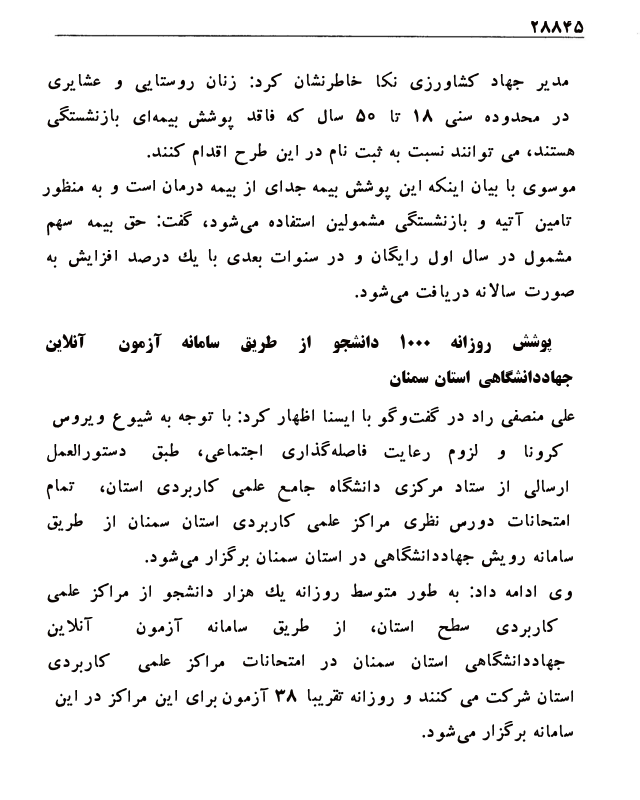 ۲۸۸۴۵
مدیر جهاد کشاورزی نکا خاطرنشان کرد: زنان روستایی و عشایری
در محدوده سنی ۱۸ تا ۵۰ سال که فاقد پوشش بیمه‌ای بازنشستگی
هستند، می توانند نسبت به ثبت نام در این طرح اقدام کنند.
موسوی با بیان اینکه این پوشش بیمه جدای از بیمه درمان است و به منظور
تامین آتیه و بازنشستگی مشمولین استفاده می‌شود، گفت: حق بیمه سهم
مشمول در سال اول رایگان و در سنوات بعدی با یك درصد افزایش به
صورت سالانه دریافت می‌شود.
پوشش روزانه ۱۰۰۰ دانشجو از طریق سامانه آزمون آنلاین
جهاددانشگاهی استان سمنان
علی منصفی راد در گفت‌وگو با ایسنا اظهار کرد: با توجه به شیوع ویروس
کرونا و لزوم رعایت فاصله‌گذاری اجتماعی، طبق دستورالعمل
ارسالی از ستاد مرکزی دانشگاه جامع علمی کاربردی استان، تمام
امتحانات دورس نظری مراکز علمی کاربردی استان سمنان از طریق
سامانه رویش جهاددانشگاهی در استان سمنان برگزار می‌شود.
وی ادامه داد: به طور متوسط روزانه یك هزار دانشجو از مراکز علمی
کاربردی سطح استان، از طریق سامانه آزمون آنلاین
جهاددانشگاهی استان سمنان در امتحانات مراکز علمی کاربردی
استان شرکت می کنند و روزانه تقریبا ۳۸ آزمون برای این مراکز در این
سامانه برگزار می‌شود.